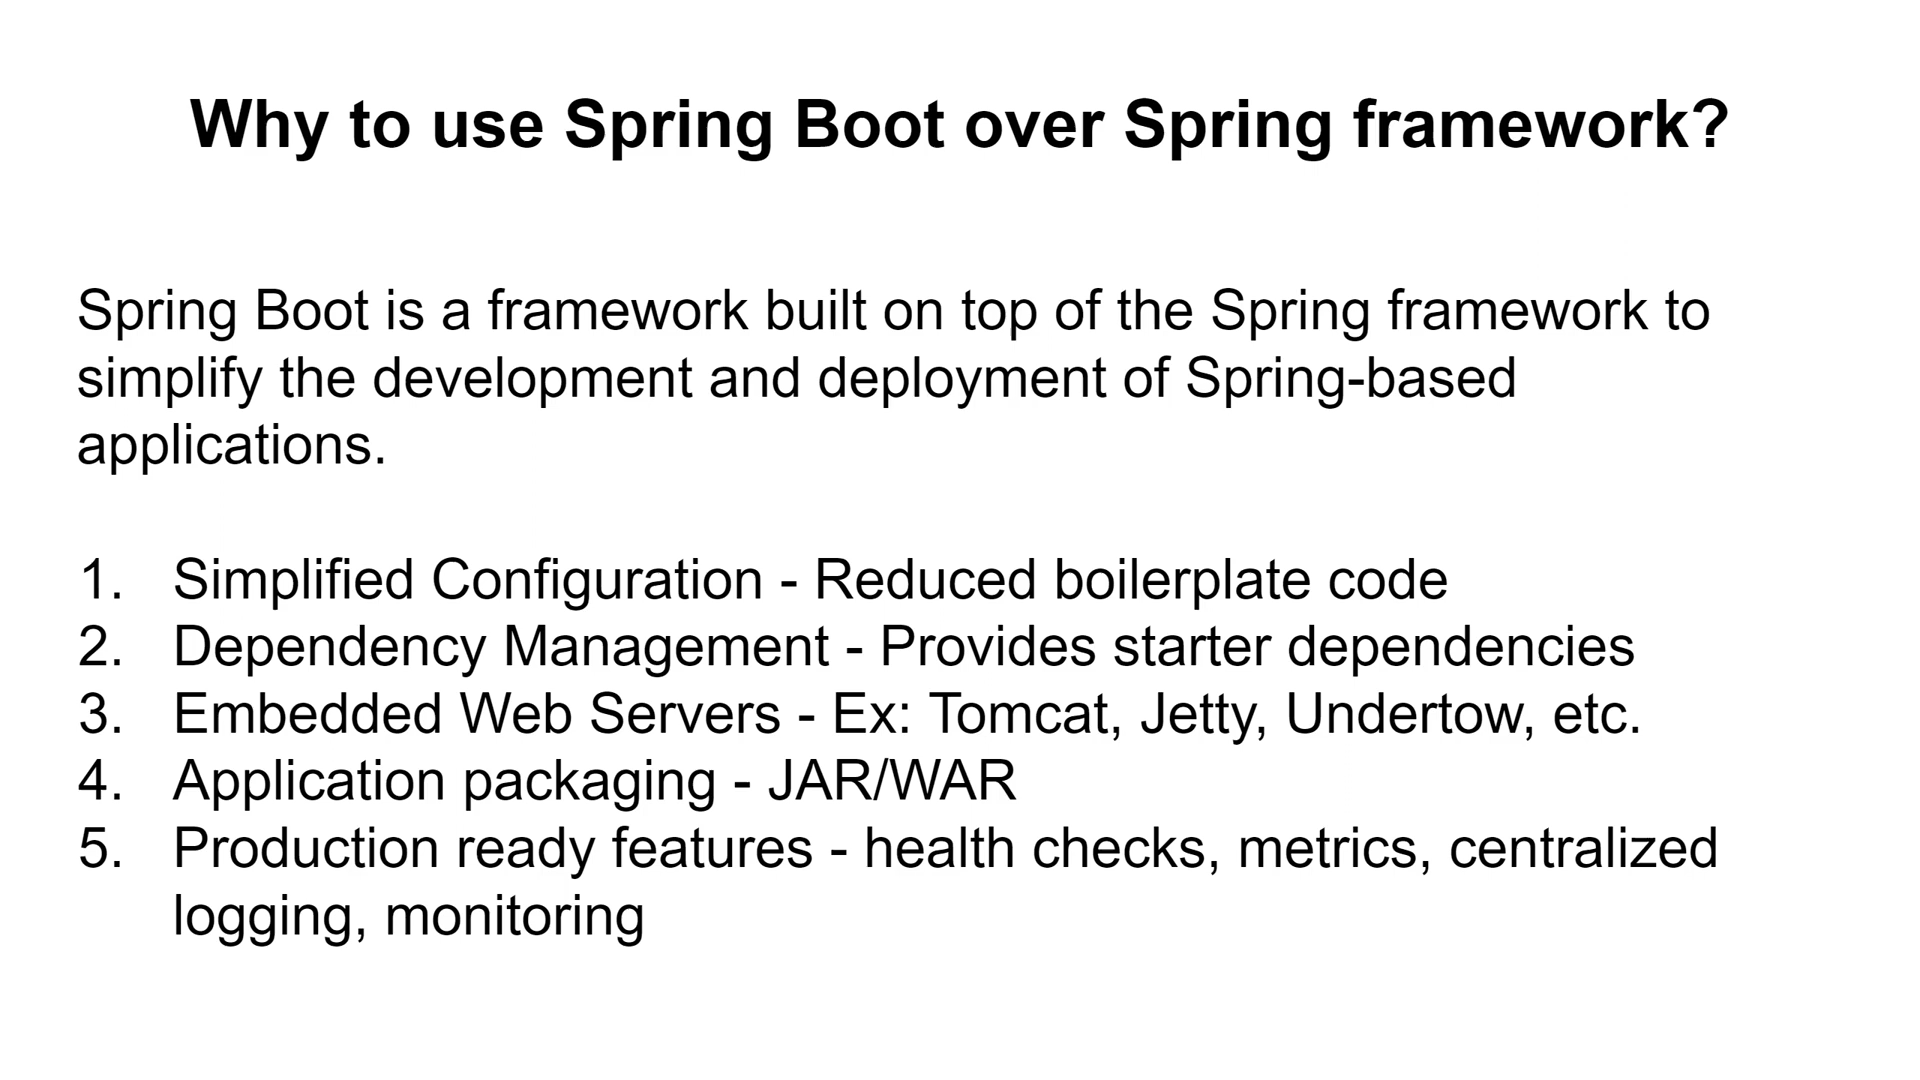 Why to use Spring Boot over Spring framework?
Spring Boot is a framework built on top of the Spring framework to
simplify the development and deployment of Spring-based
applications.
1. Simplified Configuration - Reduced boilerplate code
2. Dependency Management - Provides starter dependencies
3. Embedded Web Servers - Ex: Tomcat, Jetty, Undertow, etc.
4. Application packaging - JAR/WAR
5. Production ready features - health checks, metrics, centralized
logging, monitoring